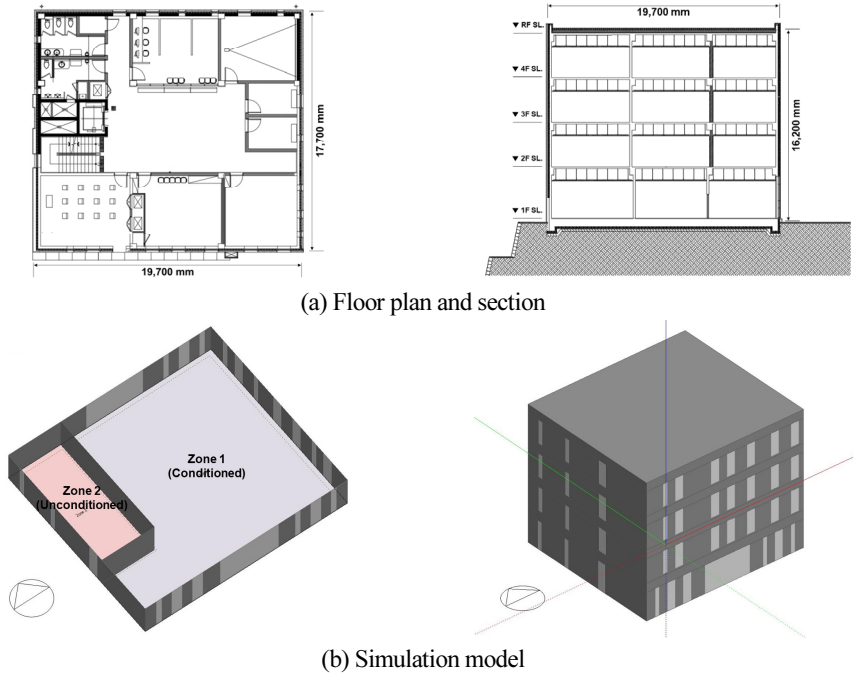 17,700 mm
19,700 mm
19,700 mm
▼ RF SL.
▼ 4F SL.
▼ 3F SL.
▼ 2F SL.
▼ 1F SL.
16,200 mm
(a) Floor plan and section
Zone 1
(Conditioned)
Zone 2
(Unconditioned)
(b) Simulation model